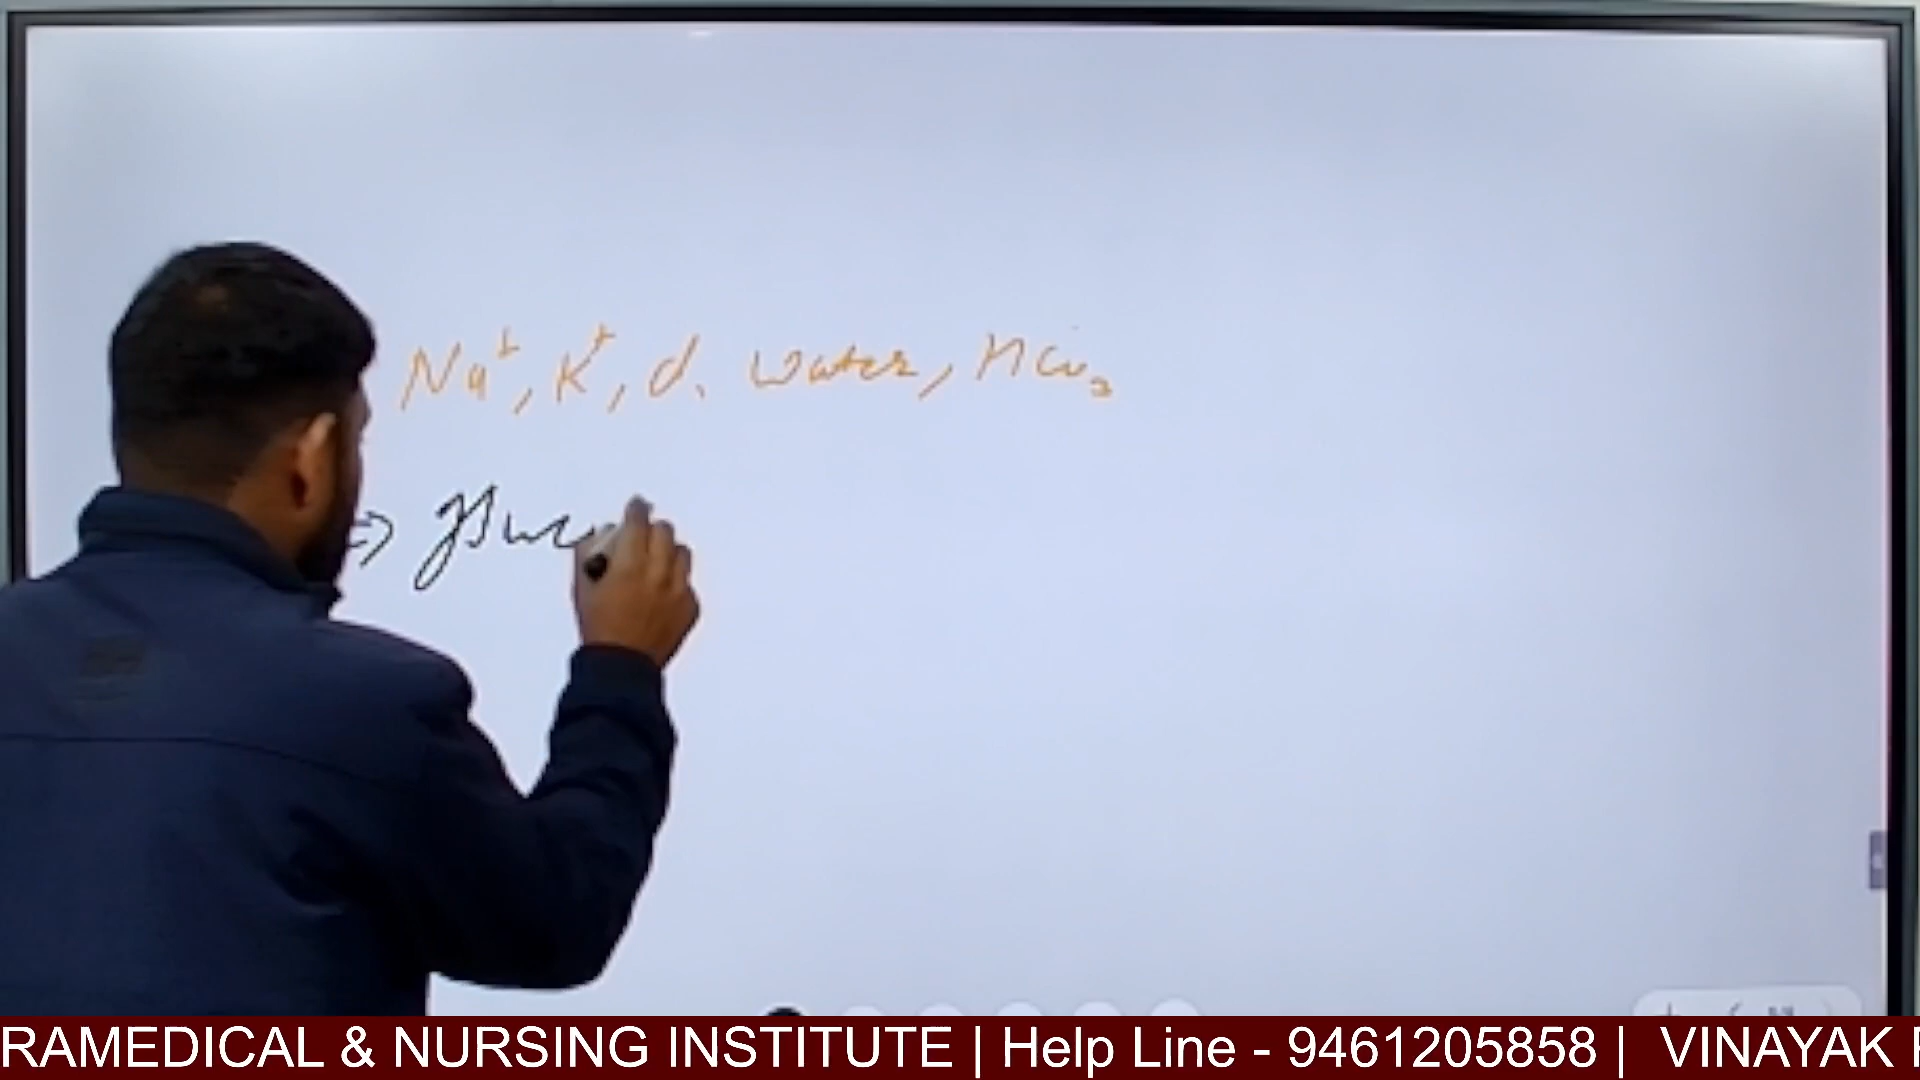 Na⁺, K⁺, cl, water, HCO₃
⇒
RAMEDICAL & NURSING INSTITUTE | Help Line - 9461205858 | VINAYAK